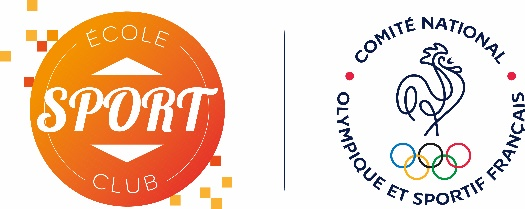 ÉCOLE
SPORT
CLUB
COMITÉ NATIONAL
OLYMPIQUE ET SPORTIF FRANÇAIS